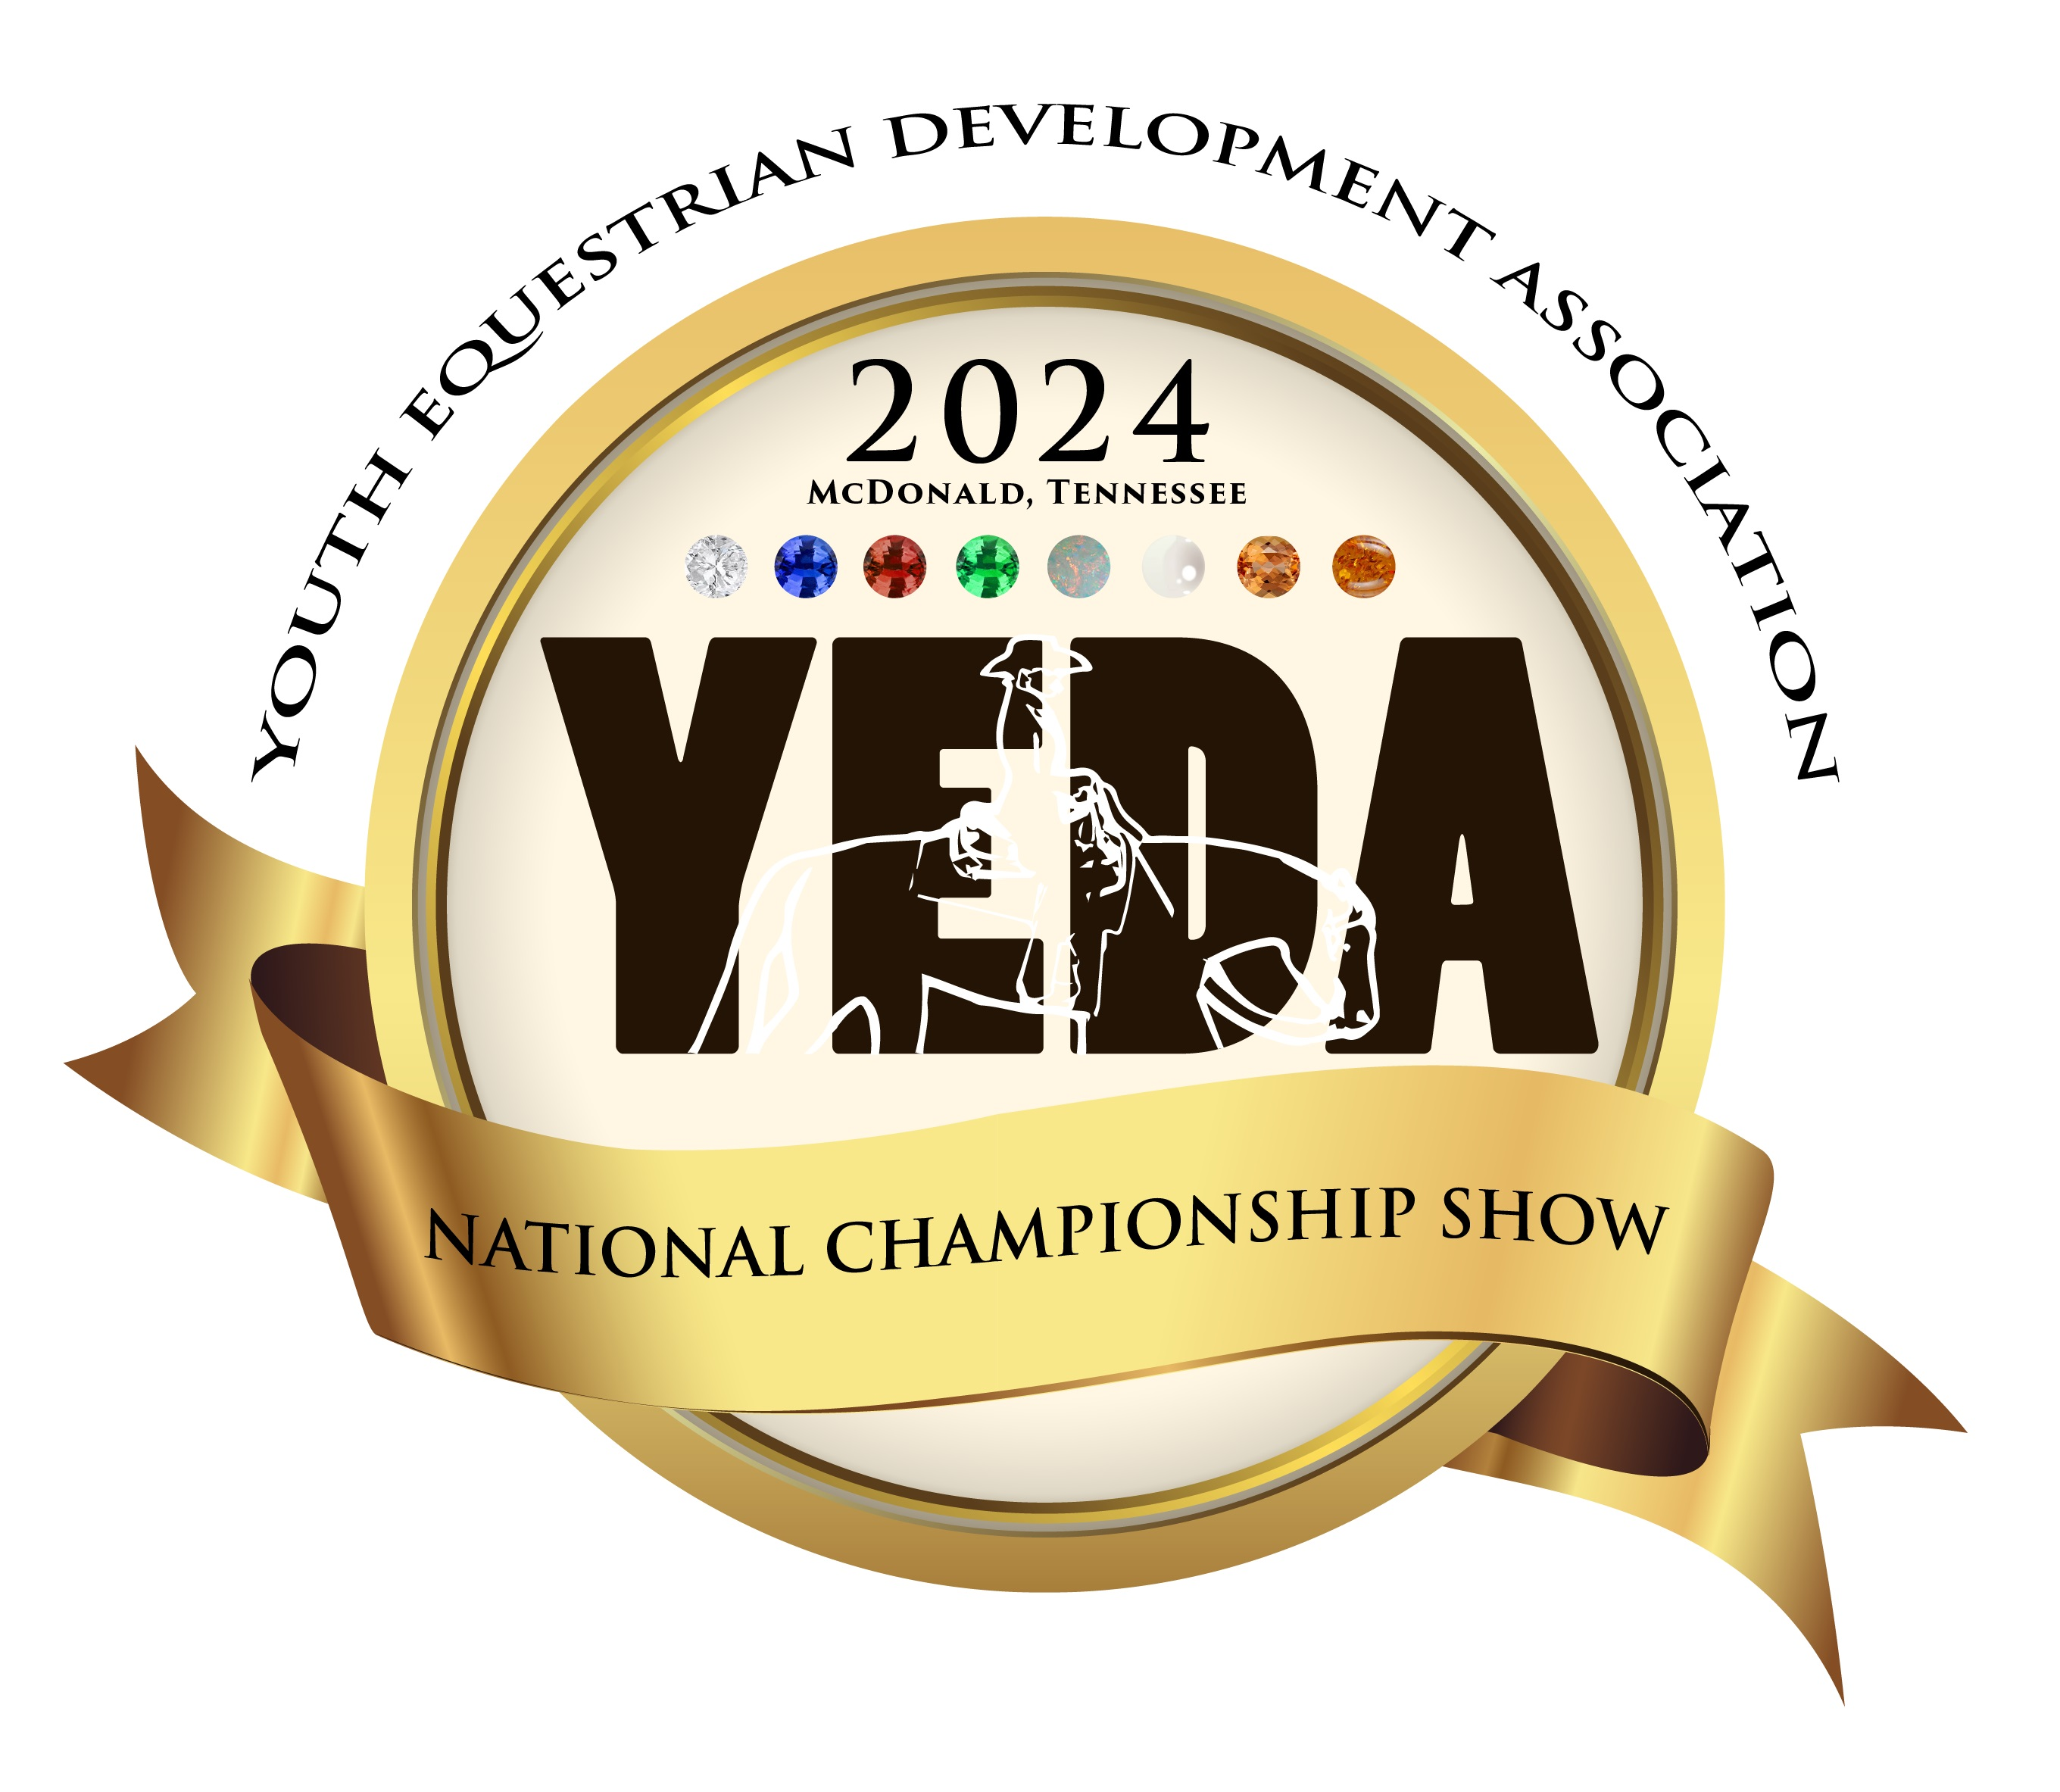 YOUTH EQUESTRIAN DEVELOPMENT ASSOCIATION
2024
McDonald, Tennessee
YEDA
NATIONAL CHAMPIONSHIP SHOW